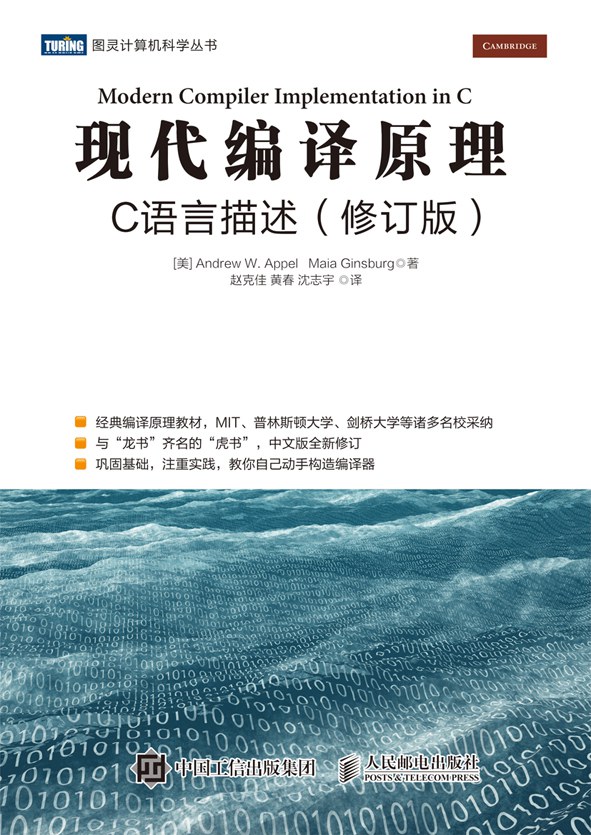 TURING 图灵计算机科学丛书
CAMBRIDGE
Modern Compiler Implementation in C
现代编译原理
C语言描述（修订版）
[美] Andrew W. Appel Maia Ginsburg◎著
赵克佳 黄春 沈志宇 ◎译
经典编译原理教材，MIT、普林斯顿大学、剑桥大学等诸多名校采纳
与“龙书”齐名的“虎书”，中文版全新修订
巩固基础，注重实践，教你自己动手构造编译器
中国工信出版集团
人民邮电出版社
POSTS & TELECOM PRESS